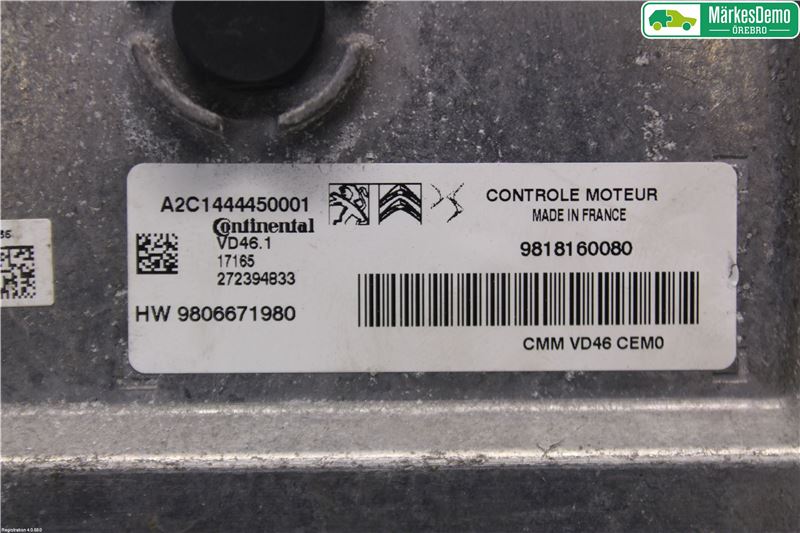 MärkesDemo
ÖREBRO
A2C1444450001
Continental
VD46.1
17165
272394833
HW 9806671980
CONTROLE MOTEUR
MADE IN FRANCE
9818160080
CMM VD46 CEM0